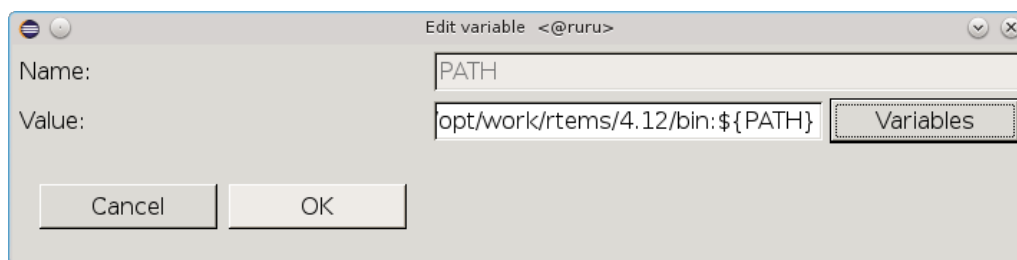 Edit variable <@ruru>
Name: PATH
Value: /opt/work/rtems/4.12/bin:${PATH} Variables
Cancel OK